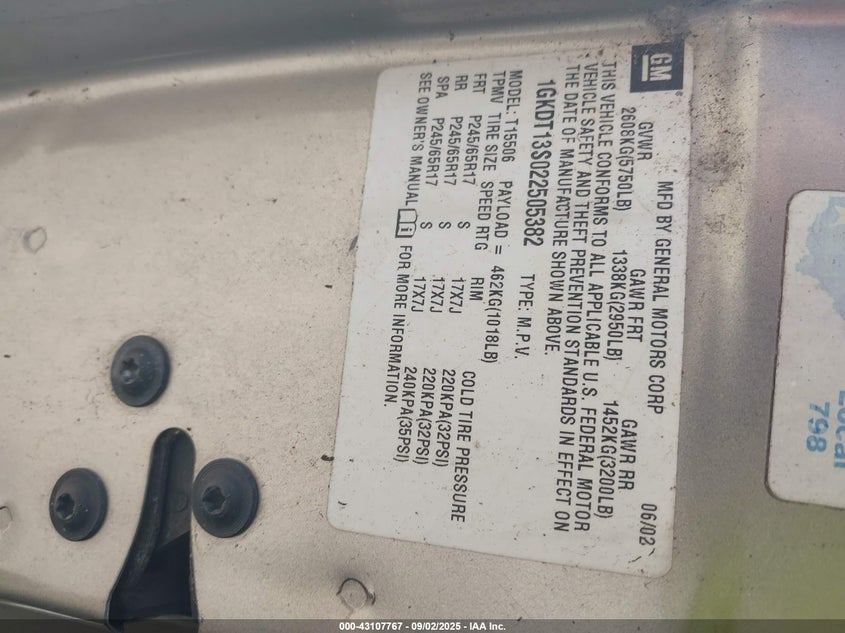 GM
MFD BY GENERAL MOTORS CORP 06/02
GVWR GAWR FRT GAWR RR
2608KG(5750LB) 1338KG(2950LB) 1452KG(3200LB)
THIS VEHICLE CONFORMS TO ALL APPLICABLE U.S. FEDERAL MOTOR
VEHICLE SAFETY AND THEFT PREVENTION STANDARDS IN EFFECT ON
THE DATE OF MANUFACTURE SHOWN ABOVE.
1GKDT13S022505382 TYPE: M.P.V.
MODEL: T15506 PAYLOAD = 462KG(1018LB)
TPMV TIRE SIZE SPEED RTG RIM COLD TIRE PRESSURE
FRT P245/65R17 S 17X7J 220KPA(32PSI)
RR P245/65R17 S 17X7J 220KPA(32PSI)
SPA P245/65R17 S 17X7J 240KPA(35PSI)
SEE OWNER'S MANUAL FOR MORE INFORMATION.
Local
798
000-43107767 - 09/02/2025 - IAA Inc.